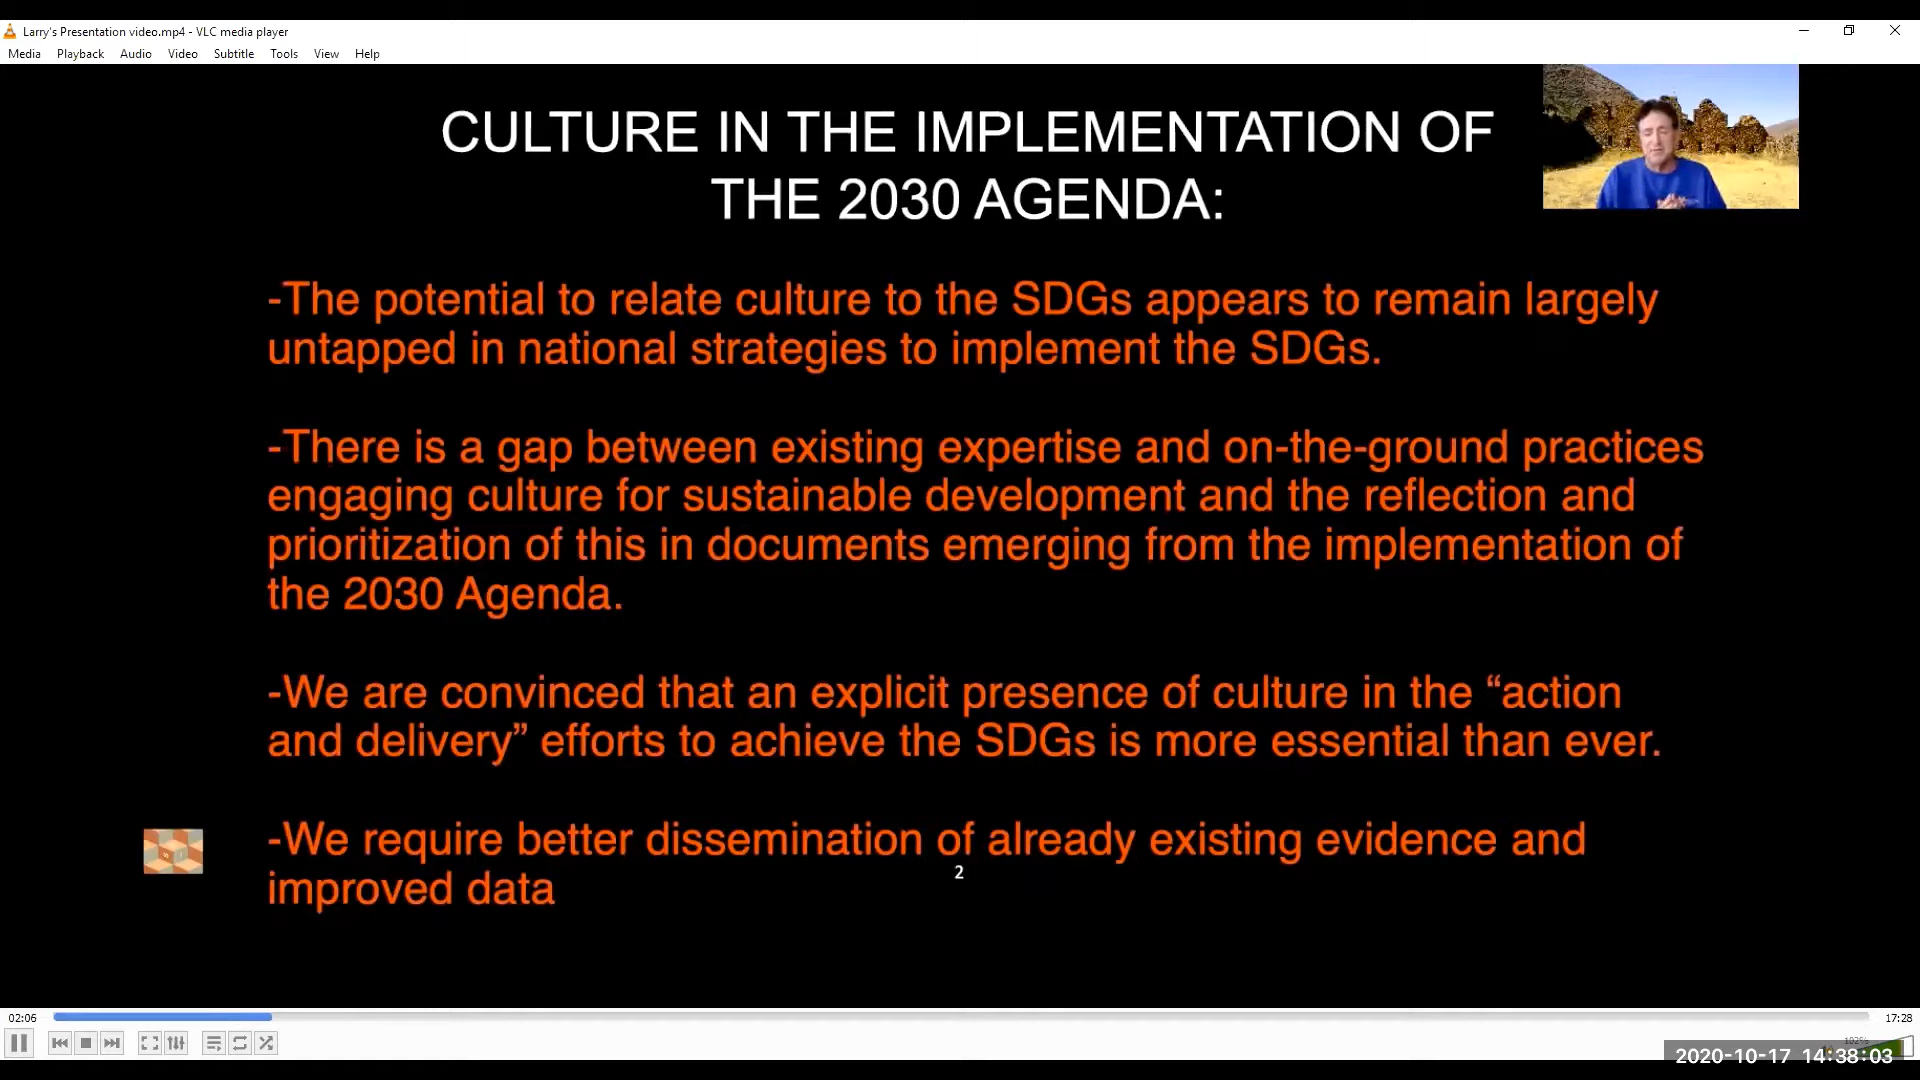 Larry's Presentation video.mp4 - VLC media player
Media Playback Audio Video Subtitle Tools View Help
CULTURE IN THE IMPLEMENTATION OF
THE 2030 AGENDA:
-The potential to relate culture to the SDGs appears to remain largely
untapped in national strategies to implement the SDGs.
-There is a gap between existing expertise and on-the-ground practices
engaging culture for sustainable development and the reflection and
prioritization of this in documents emerging from the implementation of
the 2030 Agenda.
-We are convinced that an explicit presence of culture in the “action
and delivery” efforts to achieve the SDGs is more essential than ever.
-We require better dissemination of already existing evidence and
improved data
2
02:06
17:28
2020-10-17 14:38:03